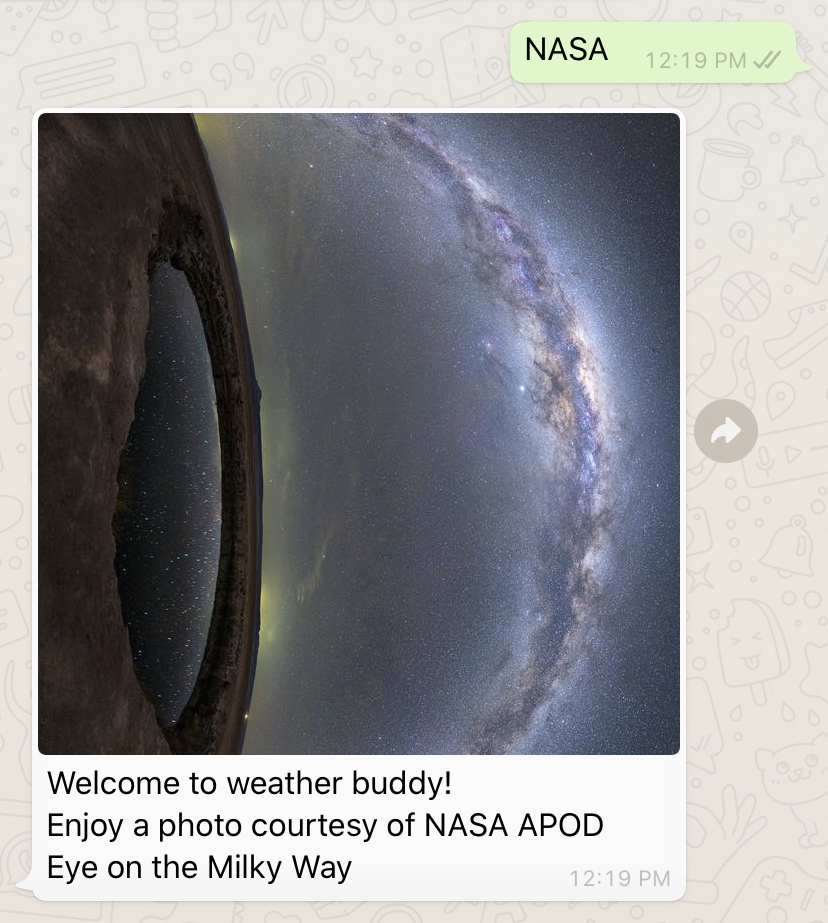 NASA 12:19 PM
Welcome to weather buddy!
Enjoy a photo courtesy of NASA APOD
Eye on the Milky Way
12:19 PM